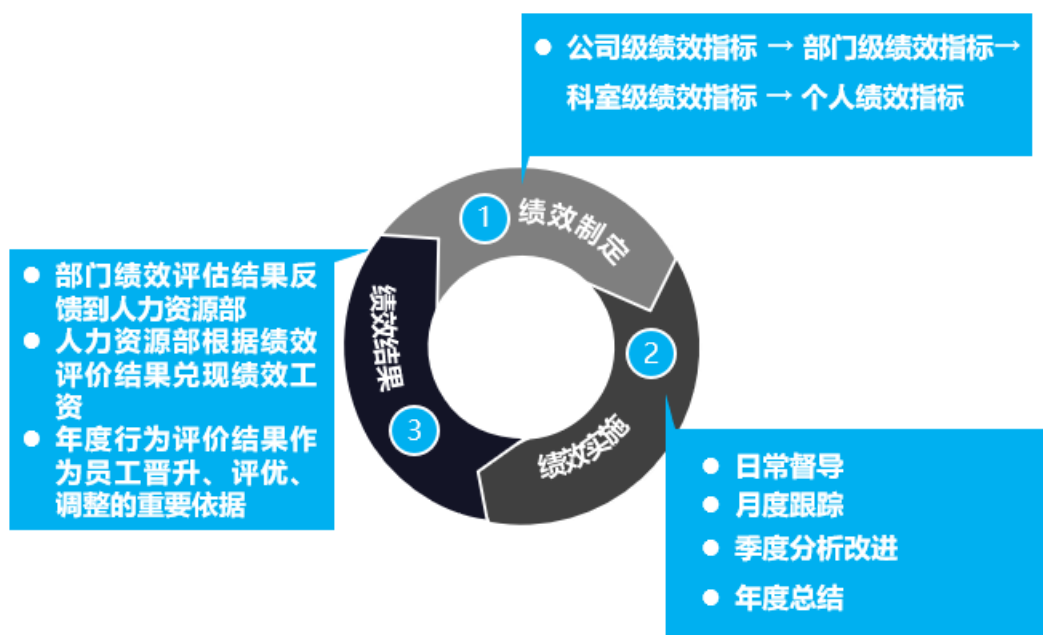 公司级绩效指标 → 部门级绩效指标→
科室级绩效指标 → 个人绩效指标
1
绩效制定
部门绩效评估结果反
馈到人力资源部
人力资源部根据绩效
评价结果兑现绩效工
资
年度行为评价结果作
为员工晋升、评优、
调整的重要依据
绩效结果
3
2
绩效实施
日常督导
月度跟踪
季度分析改进
年度总结